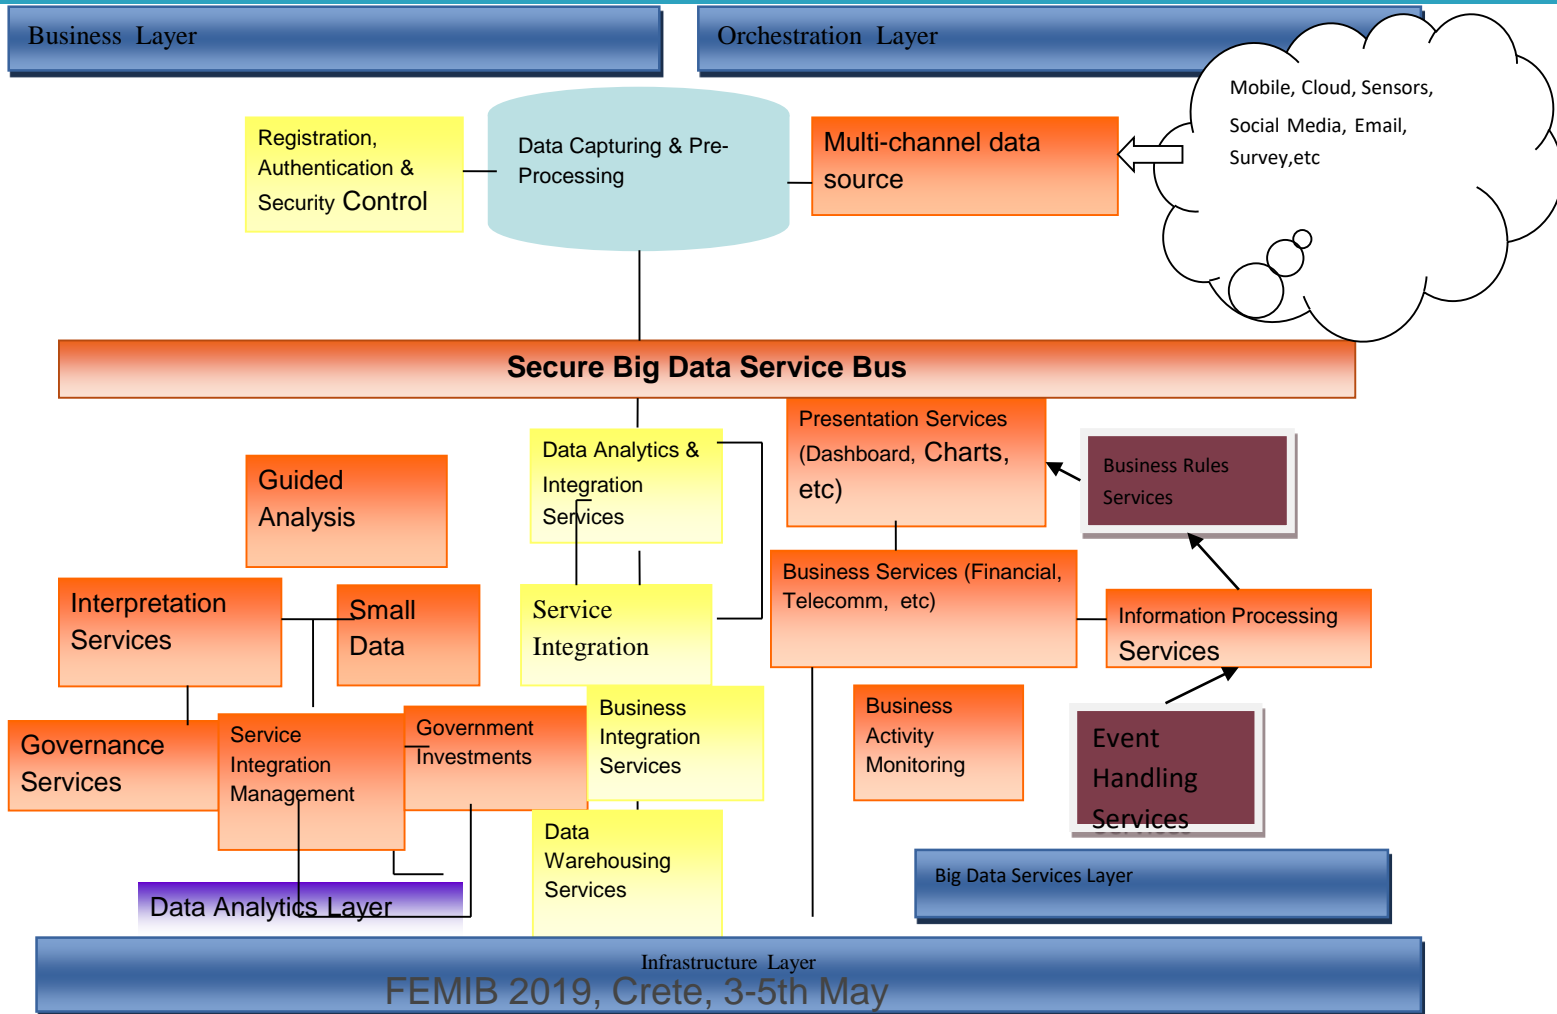 Business Layer
Orchestration Layer
Mobile, Cloud, Sensors,
Social Media, Email,
Survey,etc
Registration,
Authentication &
Security Control
Data Capturing & Pre-
Processing
Multi-channel data
source
Secure Big Data Service Bus
Guided
Analysis
Data Analytics &
Integration
Services
Presentation Services
(Dashboard, Charts,
etc)
Business Rules
Services
Interpretation
Services
Small
Data
Service
Integration
Business Services (Financial,
Telecomm, etc)
Information Processing
Services
Governance
Services
Service
Integration
Management
Government
Investments
Business
Integration
Services
Business
Activity
Monitoring
Event
Handling
Services
Data
Warehousing
Services
Data Analytics Layer
Big Data Services Layer
Infrastructure Layer
FEMIB 2019, Crete, 3-5th May